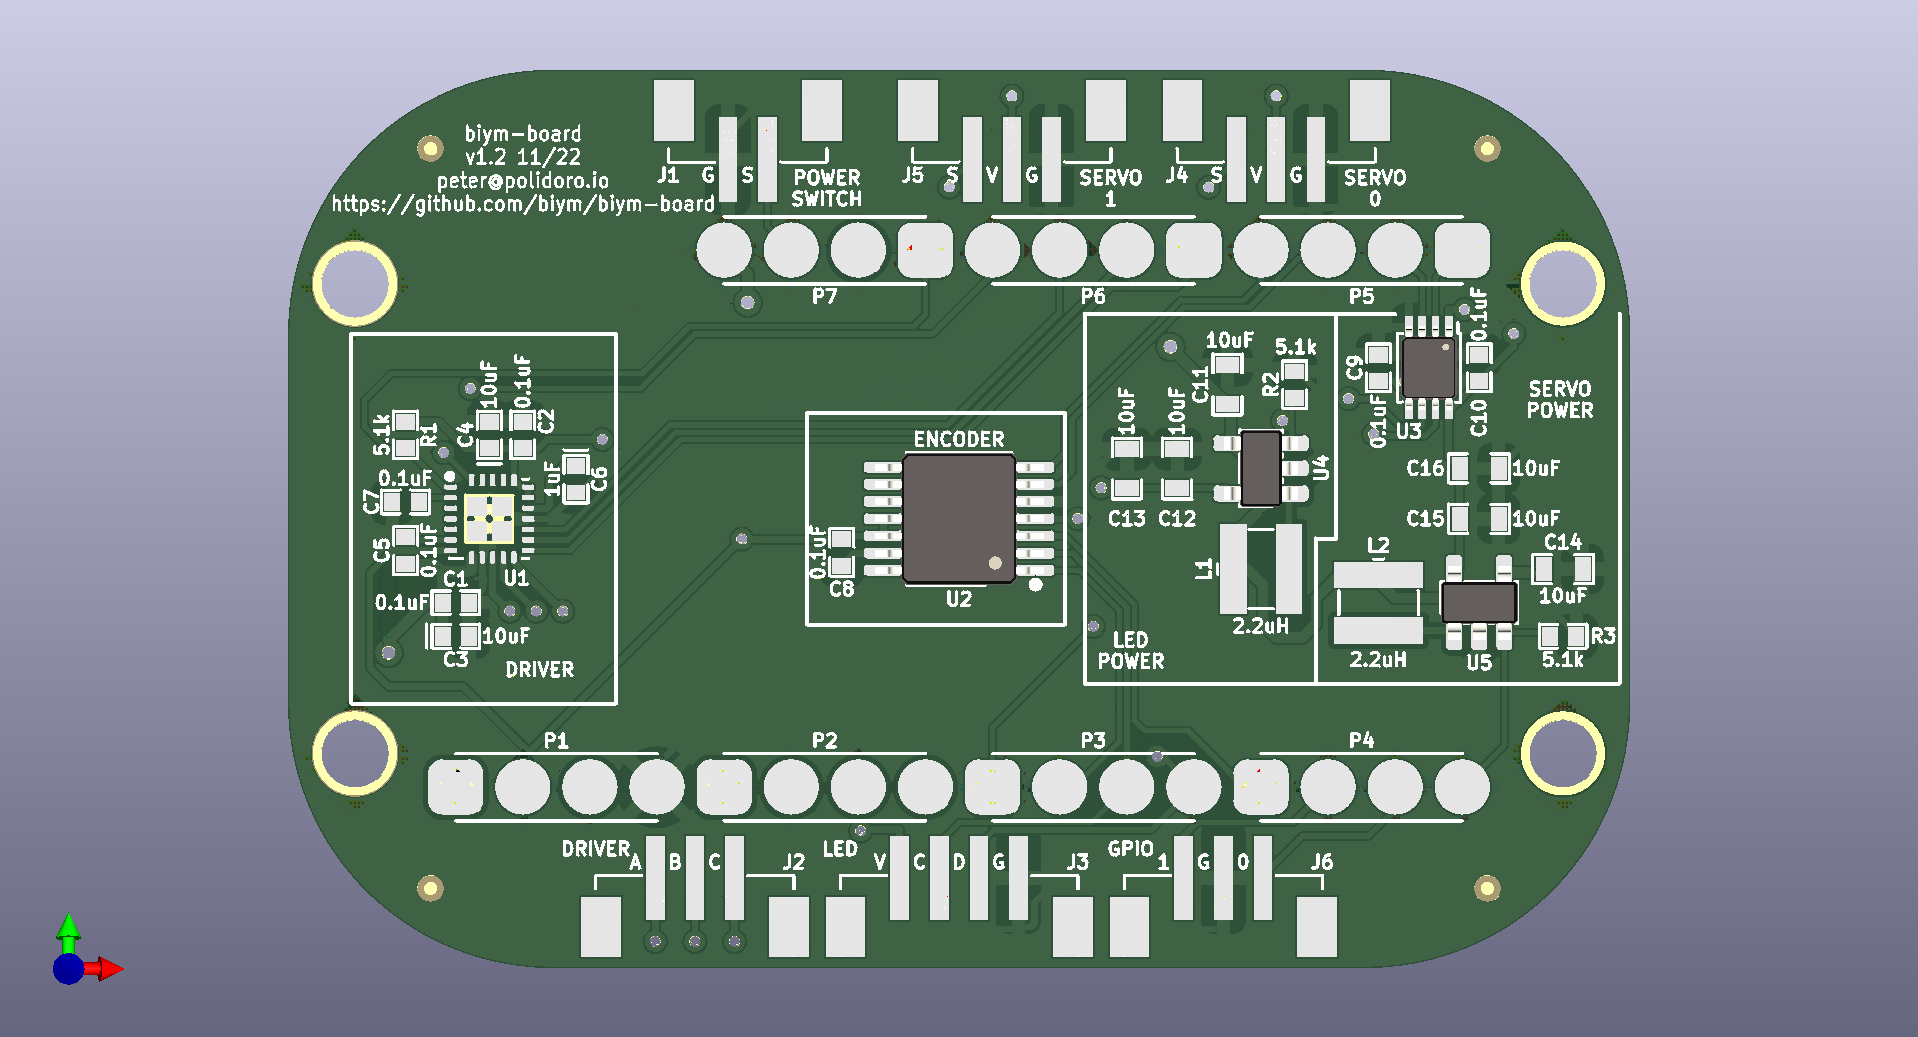 biym-board
v1.2 11/22
peter@polidoro.io
https://github.com/biym/biym-board
J1 G S
POWER
SWITCH
J5 S V G
SERVO
1
J4 S V G
SERVO
0
P7
P6
P5
10uF
0.1uF
5.1k
R1
C4
C2
0.1uF
C7
1uF
C6
C5
0.1uF
C1
U1
0.1uF
10uF
C3
DRIVER
ENCODER
0.1uF
C8
U2
10uF
5.1k
C11
R2
10uF
10uF
U4
C13
C12
L1
2.2uH
LED
POWER
0.1uF
C9
0.1uF
U3
C10
SERVO
POWER
C16
10uF
C15
10uF
L2
C14
10uF
2.2uH
U5
R3
5.1k
P1
P2
P3
P4
DRIVER A B C J2
LED V C D G J3
GPIO 1 G 0 J6